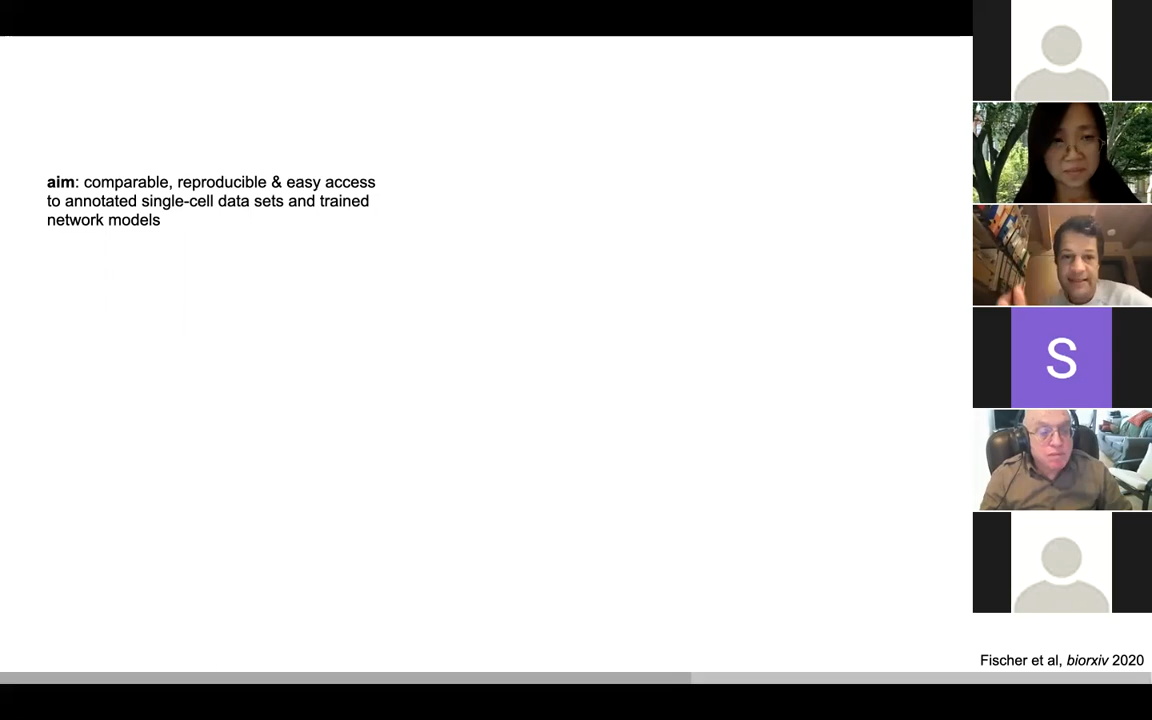 aim: comparable, reproducible & easy access
to annotated single-cell data sets and trained
network models
S
Fischer et al, biorxiv 2020